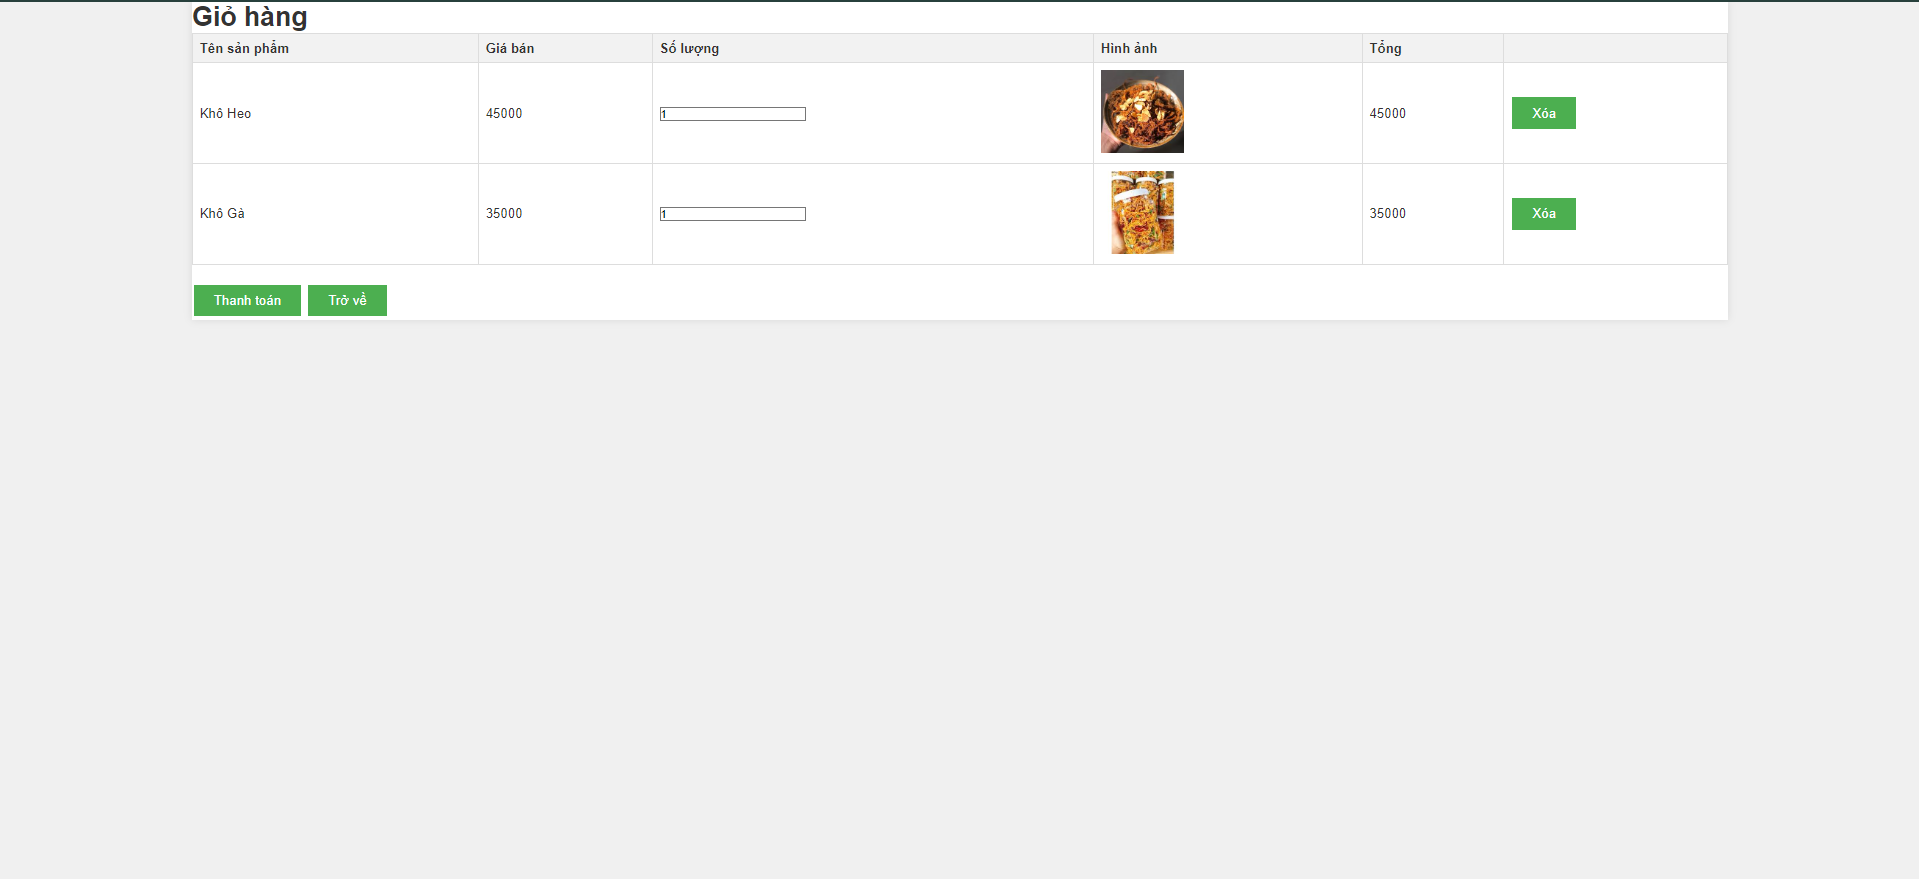 Giỏ hàng
Tên sản phẩm Giá bán Số lượng Hình ảnh Tổng
Khô Heo 45000 1 45000 Xóa
Khô Gà 35000 1 35000 Xóa
Thanh toán Trở về